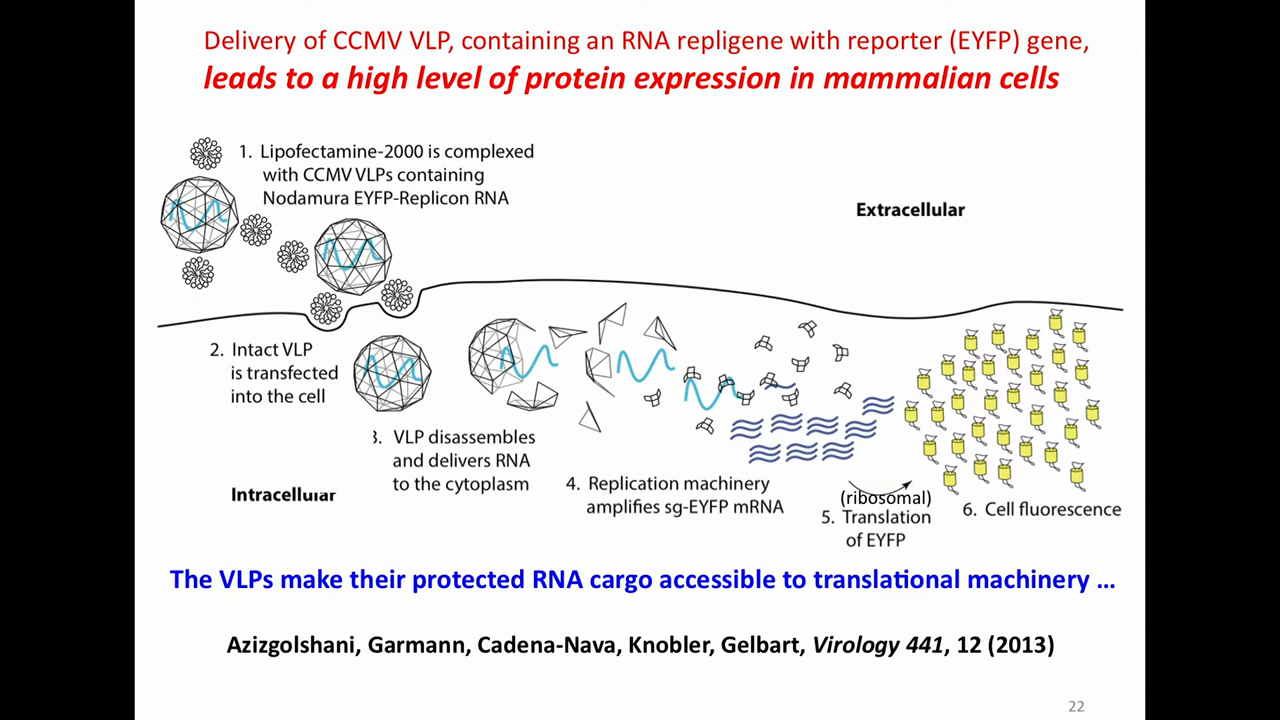 Delivery of CCMV VLP, containing an RNA repligene with reporter (EYFP) gene,
leads to a high level of protein expression in mammalian cells
1. Lipofectamine-2000 is complexed
with CCMV VLPs containing
Nodamura EYFP-Replicon RNA
Extracellular
2. Intact VLP
is transfected
into the cell
3. VLP disassembles
and delivers RNA
to the cytoplasm
Intracellular
4. Replication machinery
amplifies sg-EYFP mRNA
(ribosomal)
5. Translation
of EYFP
6. Cell fluorescence
The VLPs make their protected RNA cargo accessible to translational machinery ...
Azizgolshani, Garmann, Cadena-Nava, Knobler, Gelbart, Virology 441, 12 (2013)
22